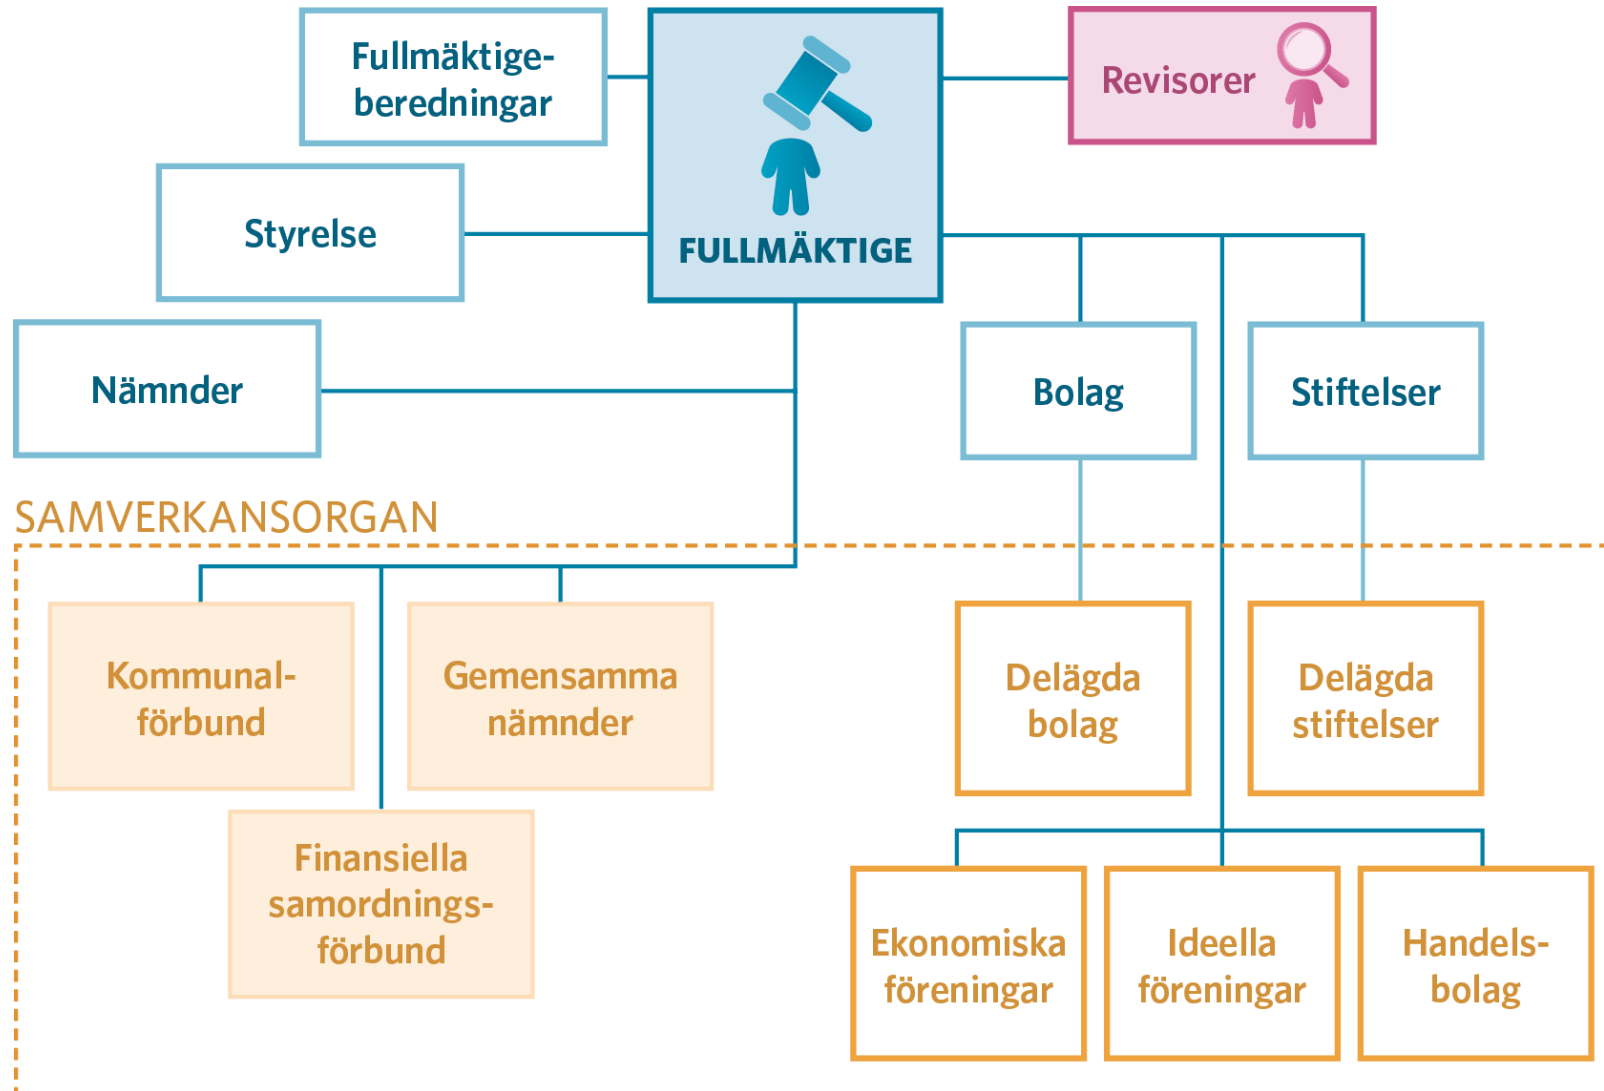 Fullmäktige-
beredningar
FULLMÄKTIGE
Revisorer
Styrelse
Nämnder
Bolag
Stiftelser
SAMVERKANSORGAN
Kommunal-
förbund
Gemensamma
nämnder
Finansiella
samordnings-
förbund
Delägda
bolag
Delägda
stiftelser
Ekonomiska
föreningar
Ideella
föreningar
Handels-
bolag